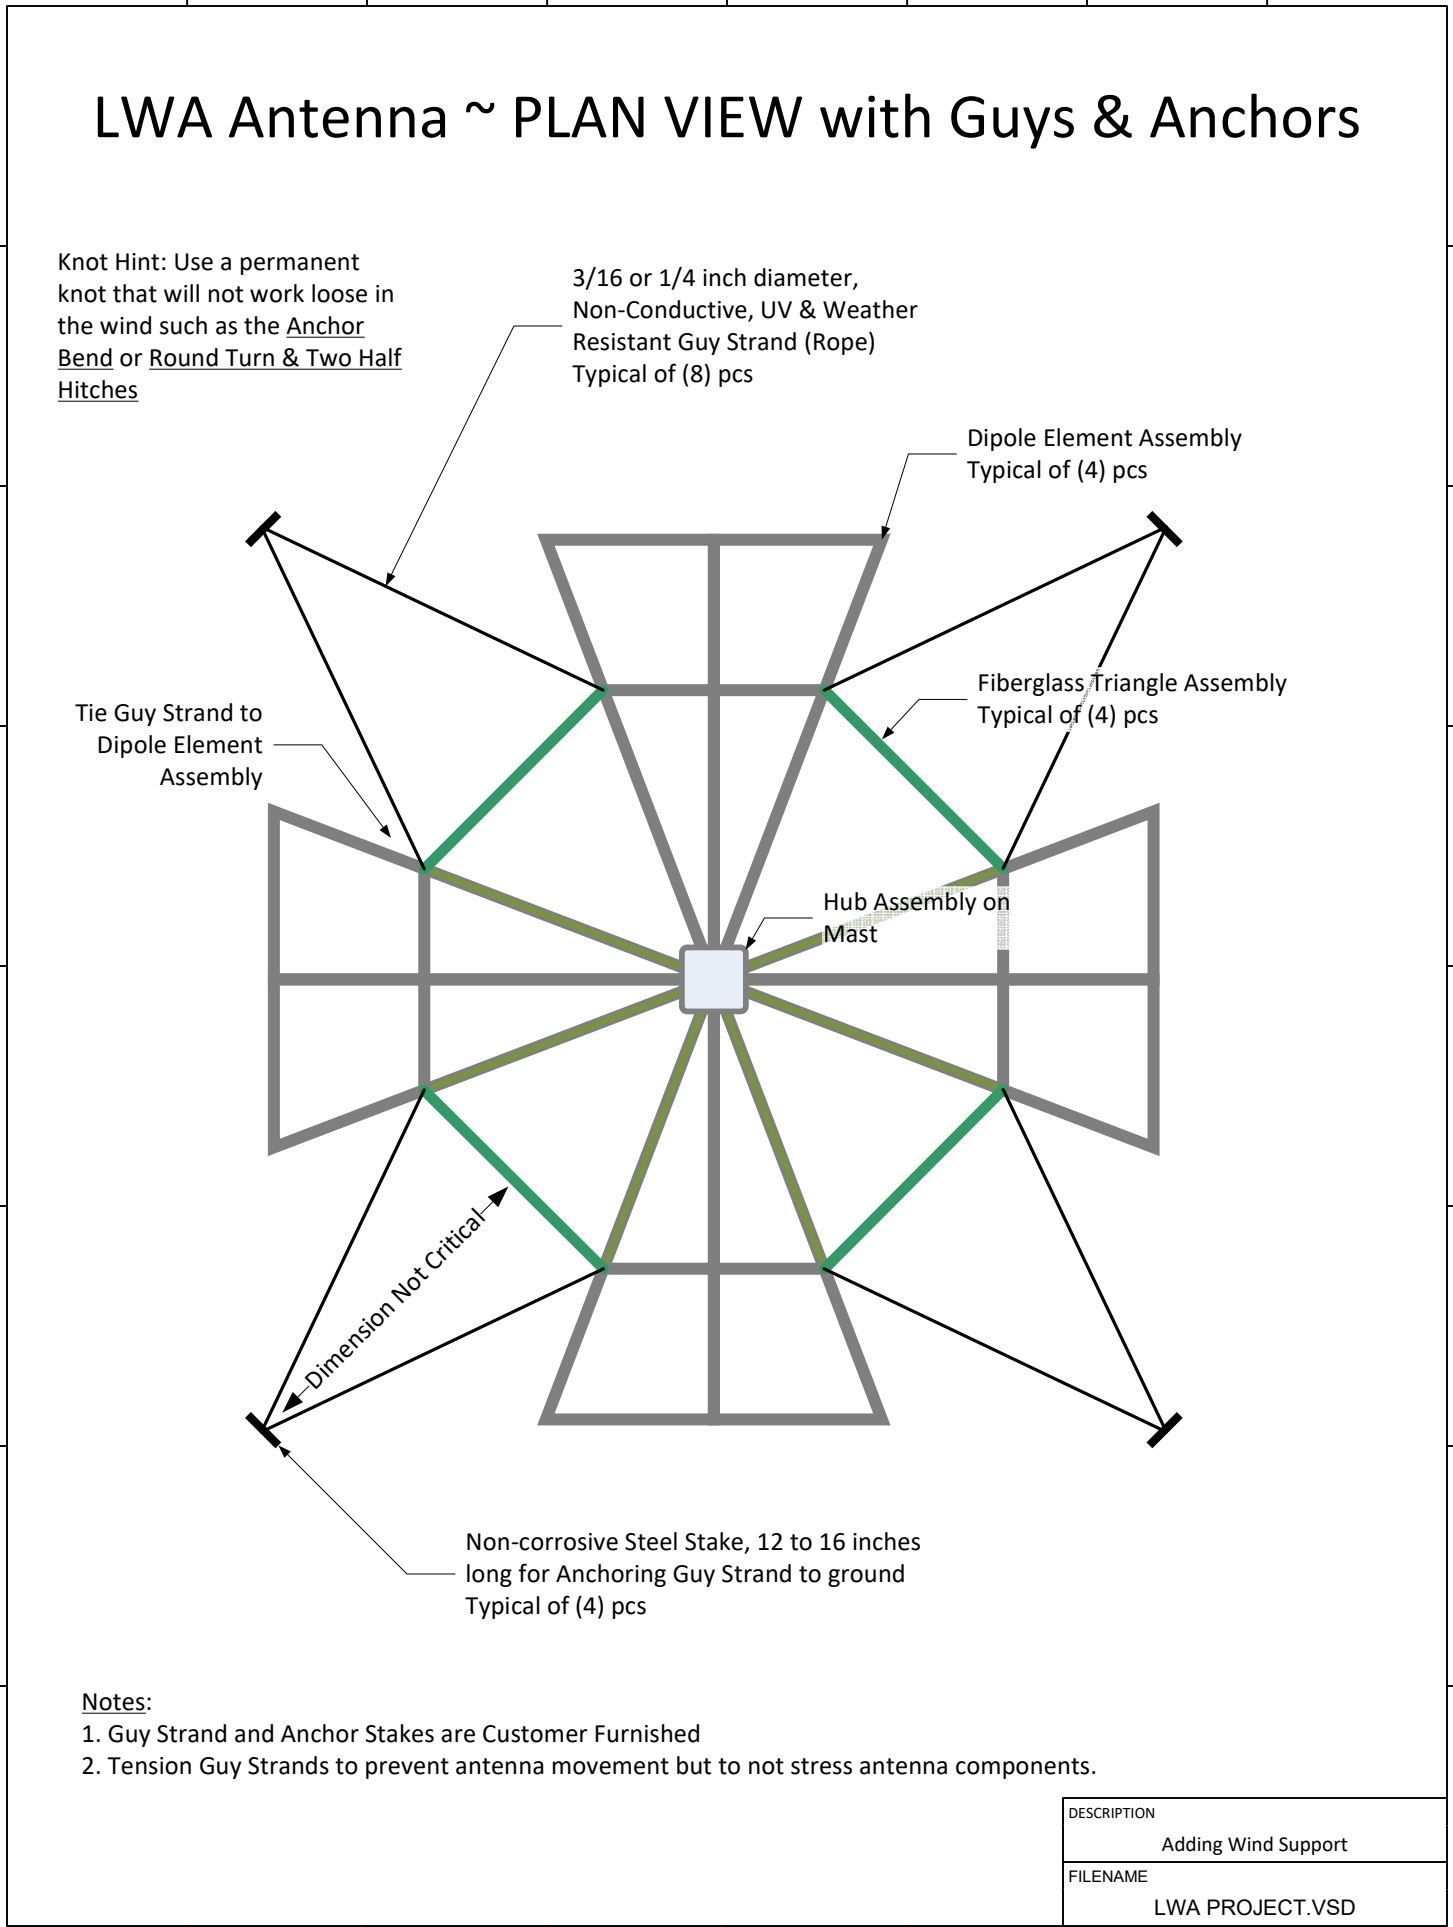 LWA Antenna ~ PLAN VIEW with Guys & Anchors
Knot Hint: Use a permanent
knot that will not work loose in
the wind such as the Anchor
Bend or Round Turn & Two Half
Hitches
3/16 or 1/4 inch diameter,
Non-Conductive, UV & Weather
Resistant Guy Strand (Rope)
Typical of (8) pcs
Dipole Element Assembly
Typical of (4) pcs
Fiberglass Triangle Assembly
Typical of (4) pcs
Tie Guy Strand to
Dipole Element
Assembly
Hub Assembly on
Mast
Dimension Not Critical
Non-corrosive Steel Stake, 12 to 16 inches
long for Anchoring Guy Strand to ground
Typical of (4) pcs
Notes:
1. Guy Strand and Anchor Stakes are Customer Furnished
2. Tension Guy Strands to prevent antenna movement but to not stress antenna components.
DESCRIPTION
Adding Wind Support
FILENAME
LWA PROJECT.VSD